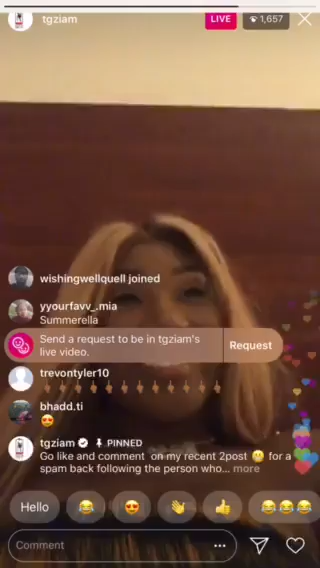 tgziam
LIVE
1,657
wishingwellquell joined
yyourfavv_.mia
Summerella
Send a request to be in tgziam's
live video.
Request
trevontyler10
bhadd.ti
tgziam PINNED
Go like and comment on my recent 2post for a
spam back following the person who... more
Hello
Comment